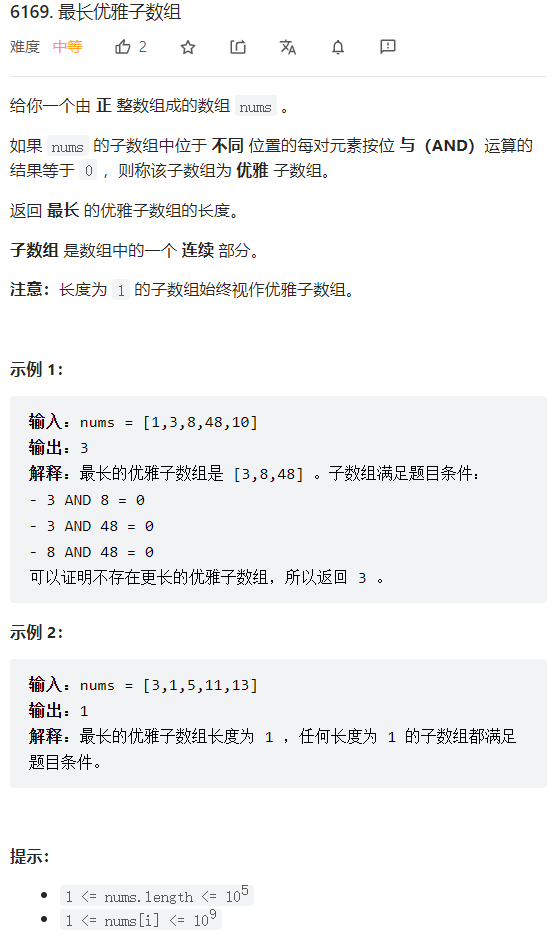 6169. 最长优雅子数组
难度 中等 2
给你一个由 正 整数组成的数组 nums 。
如果 nums 的子数组中位于 不同 位置的每对元素按位 与（AND）运算的
结果等于 0 ，则称该子数组为 优雅 子数组。
返回 最长 的优雅子数组的长度。
子数组 是数组中的一个 连续 部分。
注意：长度为 1 的子数组始终视作优雅子数组。
示例 1：
输入：nums = [1,3,8,48,10]
输出：3
解释：最长的优雅子数组是 [3,8,48] 。子数组满足题目条件：
- 3 AND 8 = 0
- 3 AND 48 = 0
- 8 AND 48 = 0
可以证明不存在更长的优雅子数组，所以返回 3 。
示例 2：
输入：nums = [3,1,5,11,13]
输出：1
解释：最长的优雅子数组长度为 1 ，任何长度为 1 的子数组都满足
题目条件。
提示：
• 1 <= nums.length <= 10⁵
• 1 <= nums[i] <= 10⁹